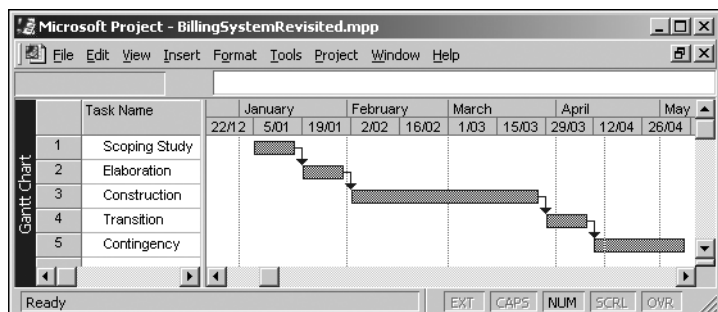 Microsoft Project - BillingSystemRevisited.mpp
File Edit View Insert Format Tools Project Window Help
Task Name
January February March April May
22/12 5/01 19/01 2/02 16/02 1/03 15/03 29/03 12/04 26/04
Gantt Chart
1 Scoping Study
2 Elaboration
3 Construction
4 Transition
5 Contingency
Ready EXT CAPS NUM SCRL OVR